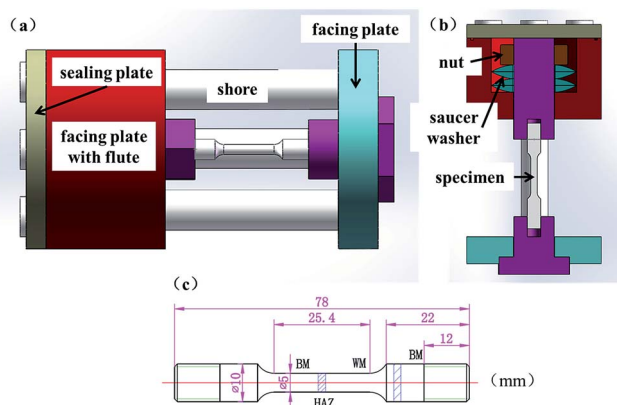 (a)
facing plate
sealing plate
shore
facing plate
with flute
(b)
nut
saucer
washer
specimen
(c)
78
25.4
22
12
BM
WM
BM
ø10
ø5
HAZ
(mm)